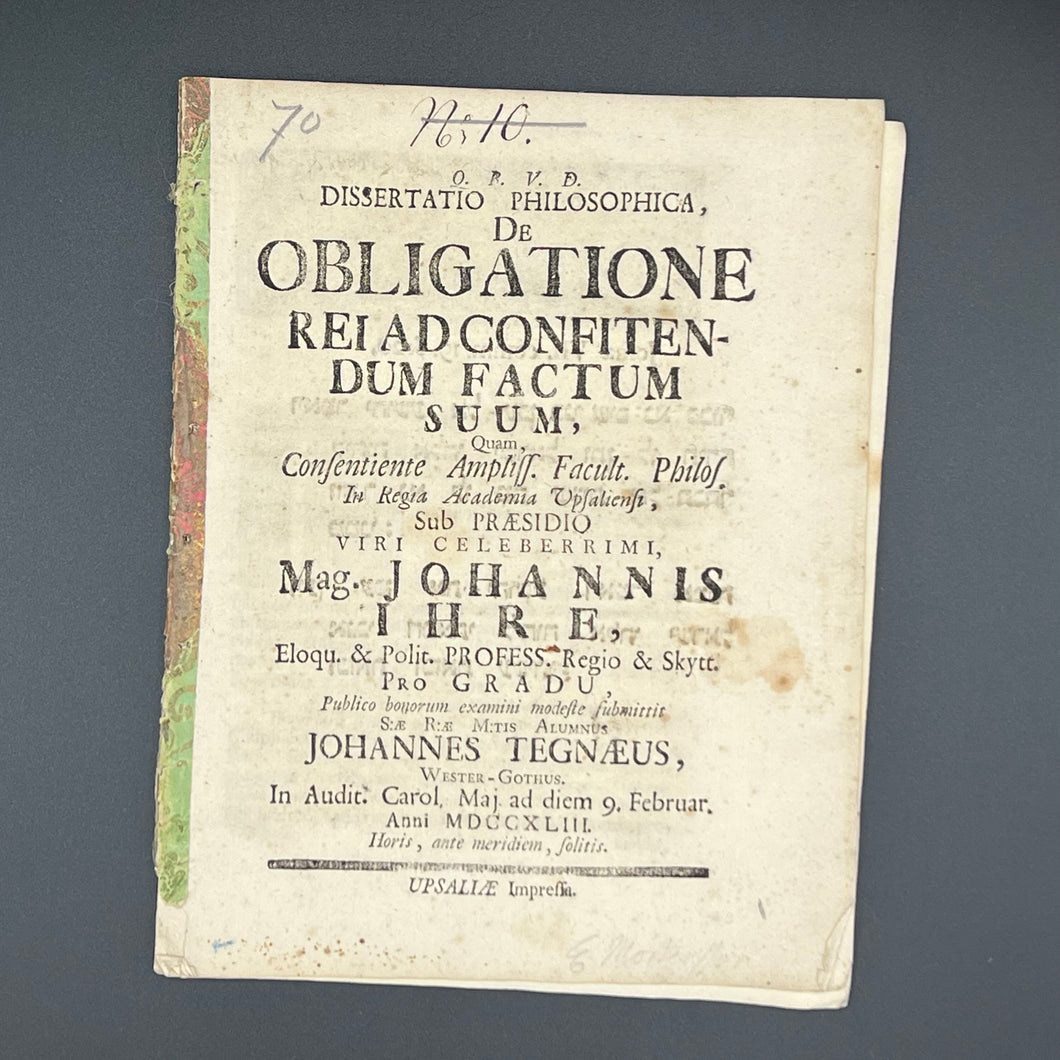 70
No 10.
Q. B. V. D.
DISSERTATIO PHILOSOPHICA,
DE
OBLIGATIONE
REI AD CONFITEN-
DUM FACTUM
SUUM,
Quam,
Conſentiente Ampliſſ. Facult. Philoſ.
In Regia Academia Upſalienſi,
Sub PRÆSIDIO
VIRI CELEBERRIMI,
Mag. JOHANNIS
IHRE,
Eloqu. & Polit. PROFESS. Regio & Skytt.
PRO GRADU,
Publico bonorum examini modeſte ſubmittit
S:Æ R:Æ M:TIS ALUMNUS
JOHANNES TEGNÆUS,
WESTER-GOTHUS.
In Audit. Carol. Maj. ad diem 9. Februar.
Anni MDCCXLIII.
Horis, ante meridiem, ſolitis.
UPSALIÆ Impreſſa.